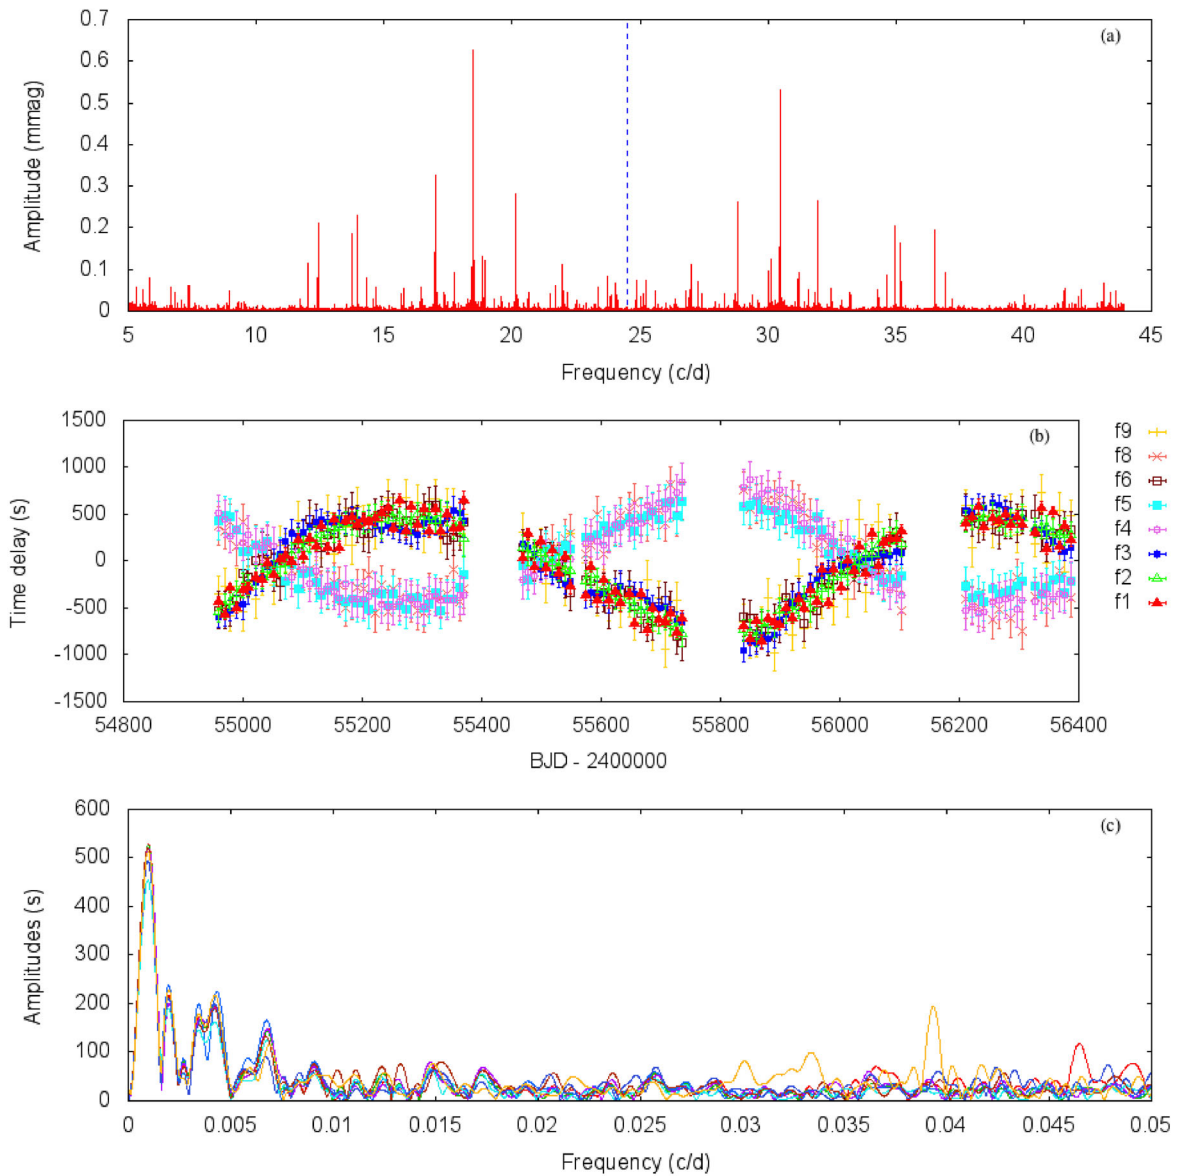 0.7
0.6
0.5
0.4
0.3
0.2
0.1
0
Amplitude (mmag)
(a)
5 10 15 20 25 30 35 40 45
Frequency (c/d)
1500
1000
500
0
-500
-1000
-1500
Time delay (s)
(b)
f9
f8
f6
f5
f4
f3
f2
f1
54800 55000 55200 55400 55600 55800 56000 56200 56400
BJD - 2400000
600
500
400
300
200
100
0
Amplitudes (s)
(c)
0 0.005 0.01 0.015 0.02 0.025 0.03 0.035 0.04 0.045 0.05
Frequency (c/d)